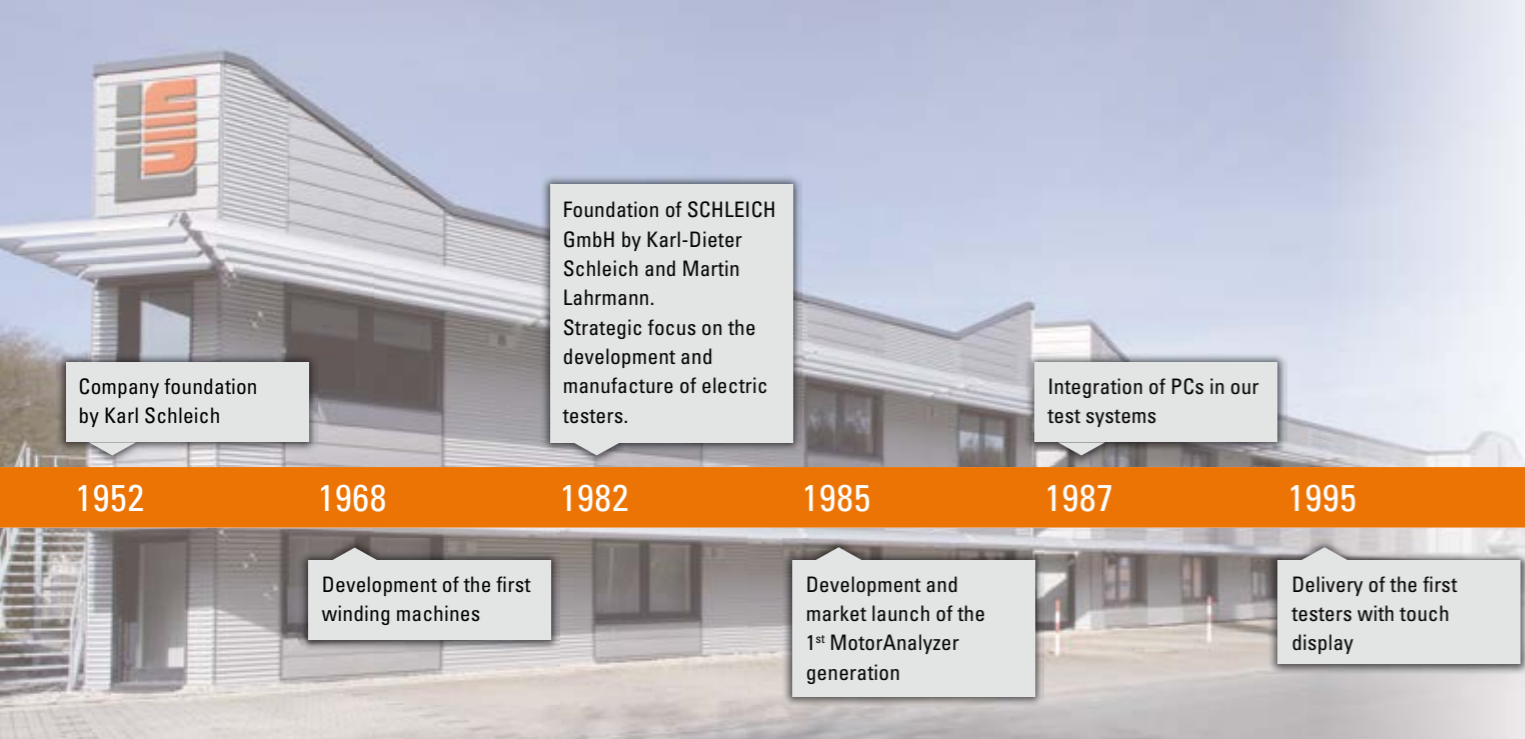 Foundation of SCHLEICH
GmbH by Karl-Dieter
Schleich and Martin
Lahrmann.
Strategic focus on the
development and
manufacture of electric
testers.
Company foundation
by Karl Schleich
Integration of PCs in our
test systems
1952 1968 1982 1985 1987 1995
Development of the first
winding machines
Development and
market launch of the
1st MotorAnalyzer
generation
Delivery of the first
testers with touch
display